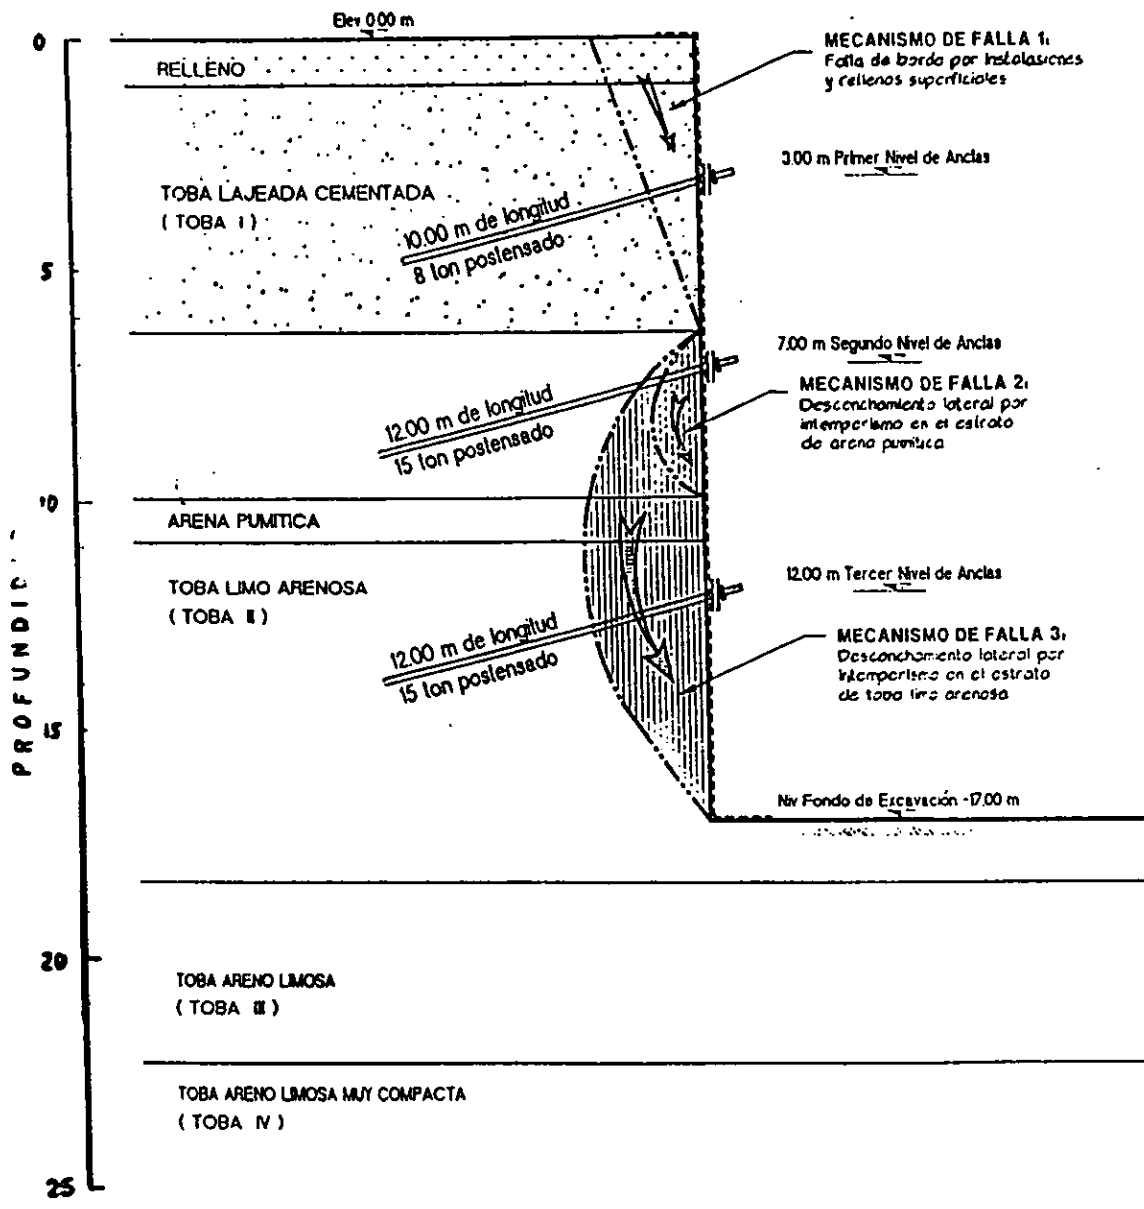 Elev 0.00 m
0
RELLENO
MECANISMO DE FALLA 1:
Falla de borde por instalasiones
y rellenos superficiales
3.00 m Primer Nivel de Anclas
TOBA LAJEADA CEMENTADA
( TOBA I )
10.00 m de longitud
8 ton postensado
5
7.00 m Segundo Nivel de Anclas
MECANISMO DE FALLA 2:
Desconchamiento lateral por
intemperismo en el estrato
de arena pumitica
12.00 m de longitud
15 ton postensado
10
ARENA PUMITICA
TOBA LIMO ARENOSA
( TOBA II )
12.00 m Tercer Nivel de Anclas
12.00 m de longitud
15 ton postensado
MECANISMO DE FALLA 3:
Desconchamiento lateral por
intemperismo en el estrato
de toba limo arenosa
PROFUNDID
15
Niv Fondo de Excavación -17.00 m
20
TOBA ARENO LIMOSA
( TOBA III )
TOBA ARENO LIMOSA MUY COMPACTA
( TOBA IV )
25